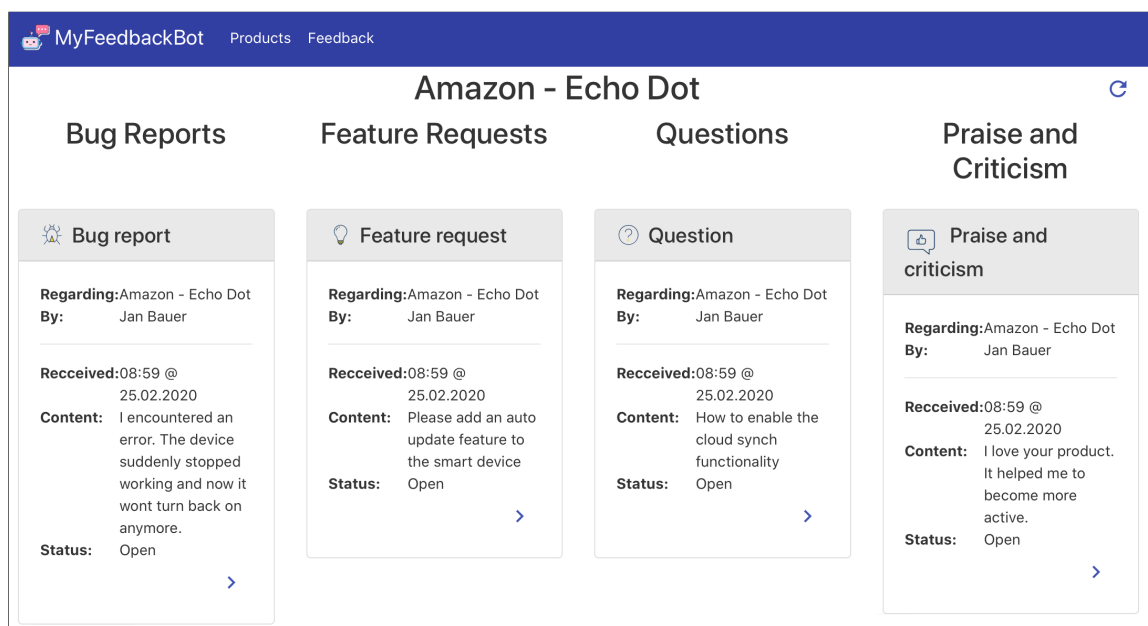 MyFeedbackBot Products Feedback
Amazon - Echo Dot
Bug Reports
Feature Requests
Questions
Praise and
Criticism
Bug report
Regarding:Amazon - Echo Dot
By: Jan Bauer
Recceived:08:59 @
25.02.2020
Content: I encountered an
error. The device
suddenly stopped
working and now it
wont turn back on
anymore.
Status: Open
Feature request
Regarding:Amazon - Echo Dot
By: Jan Bauer
Recceived:08:59 @
25.02.2020
Content: Please add an auto
update feature to
the smart device
Status: Open
Question
Regarding:Amazon - Echo Dot
By: Jan Bauer
Recceived:08:59 @
25.02.2020
Content: How to enable the
cloud synch
functionality
Status: Open
Praise and
criticism
Regarding:Amazon - Echo Dot
By: Jan Bauer
Recceived:08:59 @
25.02.2020
Content: I love your product.
It helped me to
become more
active.
Status: Open